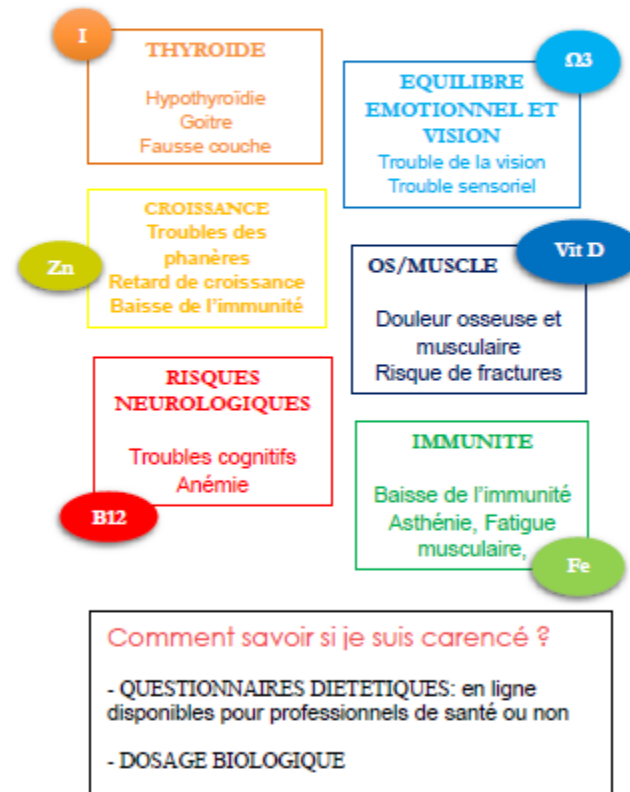 I
THYROIDE
Hypothyroïdie
Goitre
Fausse couche
Ω3
EQUILIBRE
EMOTIONNEL ET
VISION
Trouble de la vision
Trouble sensoriel
Zn
CROISSANCE
Troubles des
phanères
Retard de croissance
Baisse de l'immunité
Vit D
OS/MUSCLE
Douleur osseuse et
musculaire
Risque de fractures
RISQUES
NEUROLOGIQUES
Troubles cognitifs
Anémie
B12
IMMUNITE
Baisse de l'immunité
Asthénie, Fatigue
musculaire,
Fe
Comment savoir si je suis carencé ?
- QUESTIONNAIRES DIETETIQUES: en ligne
disponibles pour professionnels de santé ou non
- DOSAGE BIOLOGIQUE